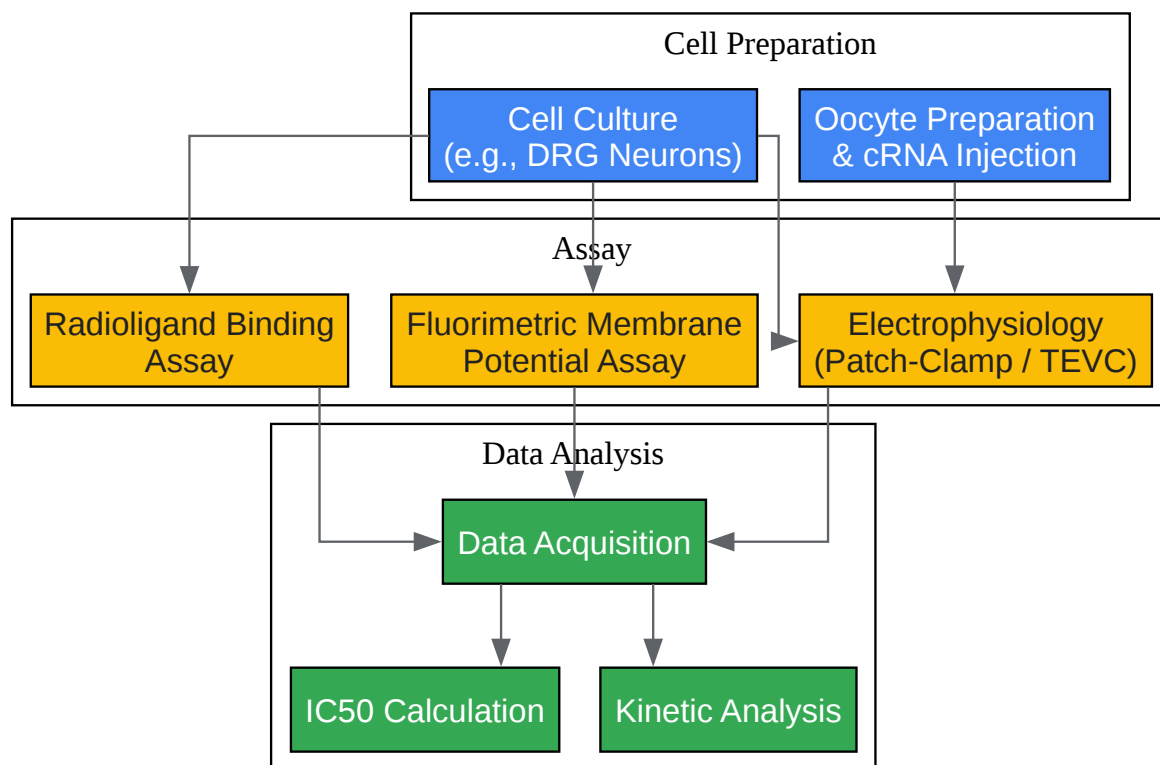 Cell Preparation
Cell Culture
(e.g., DRG Neurons)
Oocyte Preparation
& cRNA Injection
Assay
Radioligand Binding
Assay
Fluorimetric Membrane
Potential Assay
Electrophysiology
(Patch-Clamp / TEVC)
Data Analysis
Data Acquisition
IC50 Calculation
Kinetic Analysis